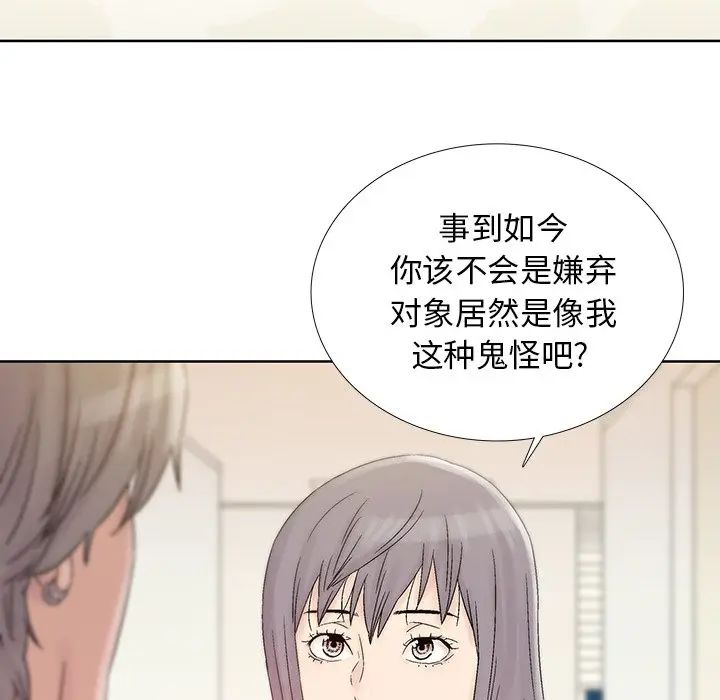 事到如今
你该不会是嫌弃
对象居然是像我
这种鬼怪吧?